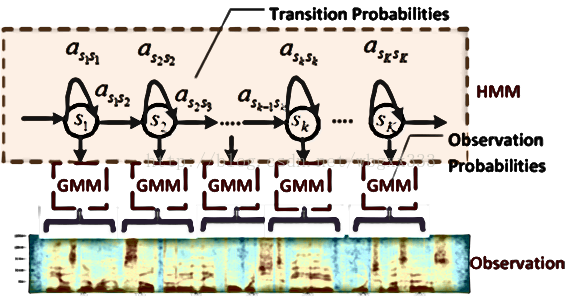 Transition Probabilities
a_{s_1s_1} a_{s_2s_2} a_{s_ks_k} a_{s_Ks_K}
a_{s_1s_2} a_{s_2s_3} a_{s_{k-1}s_k}
HMM
s_1 s_2 ..... s_k .... s_K
Observation
Probabilities
GMM GMM GMM GMM GMM
Observation